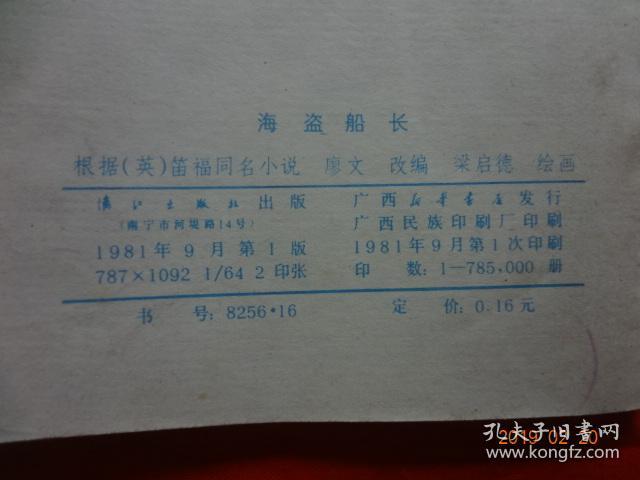 海盗船长
根据(英)笛福同名小说 廖文 改编 梁启德 绘画
漓江出版社 出版
(南宁市河堤路14号)
1981年9月第1版
787×1092 1/64 2印张
广西新华书店发行
广西民族印刷厂印刷
1981年9月第1次印刷
印 数: 1—785,000 册
书 号: 8256·16
定 价: 0.16元
2019 02 20
孔夫子旧书网
www.kongfz.com